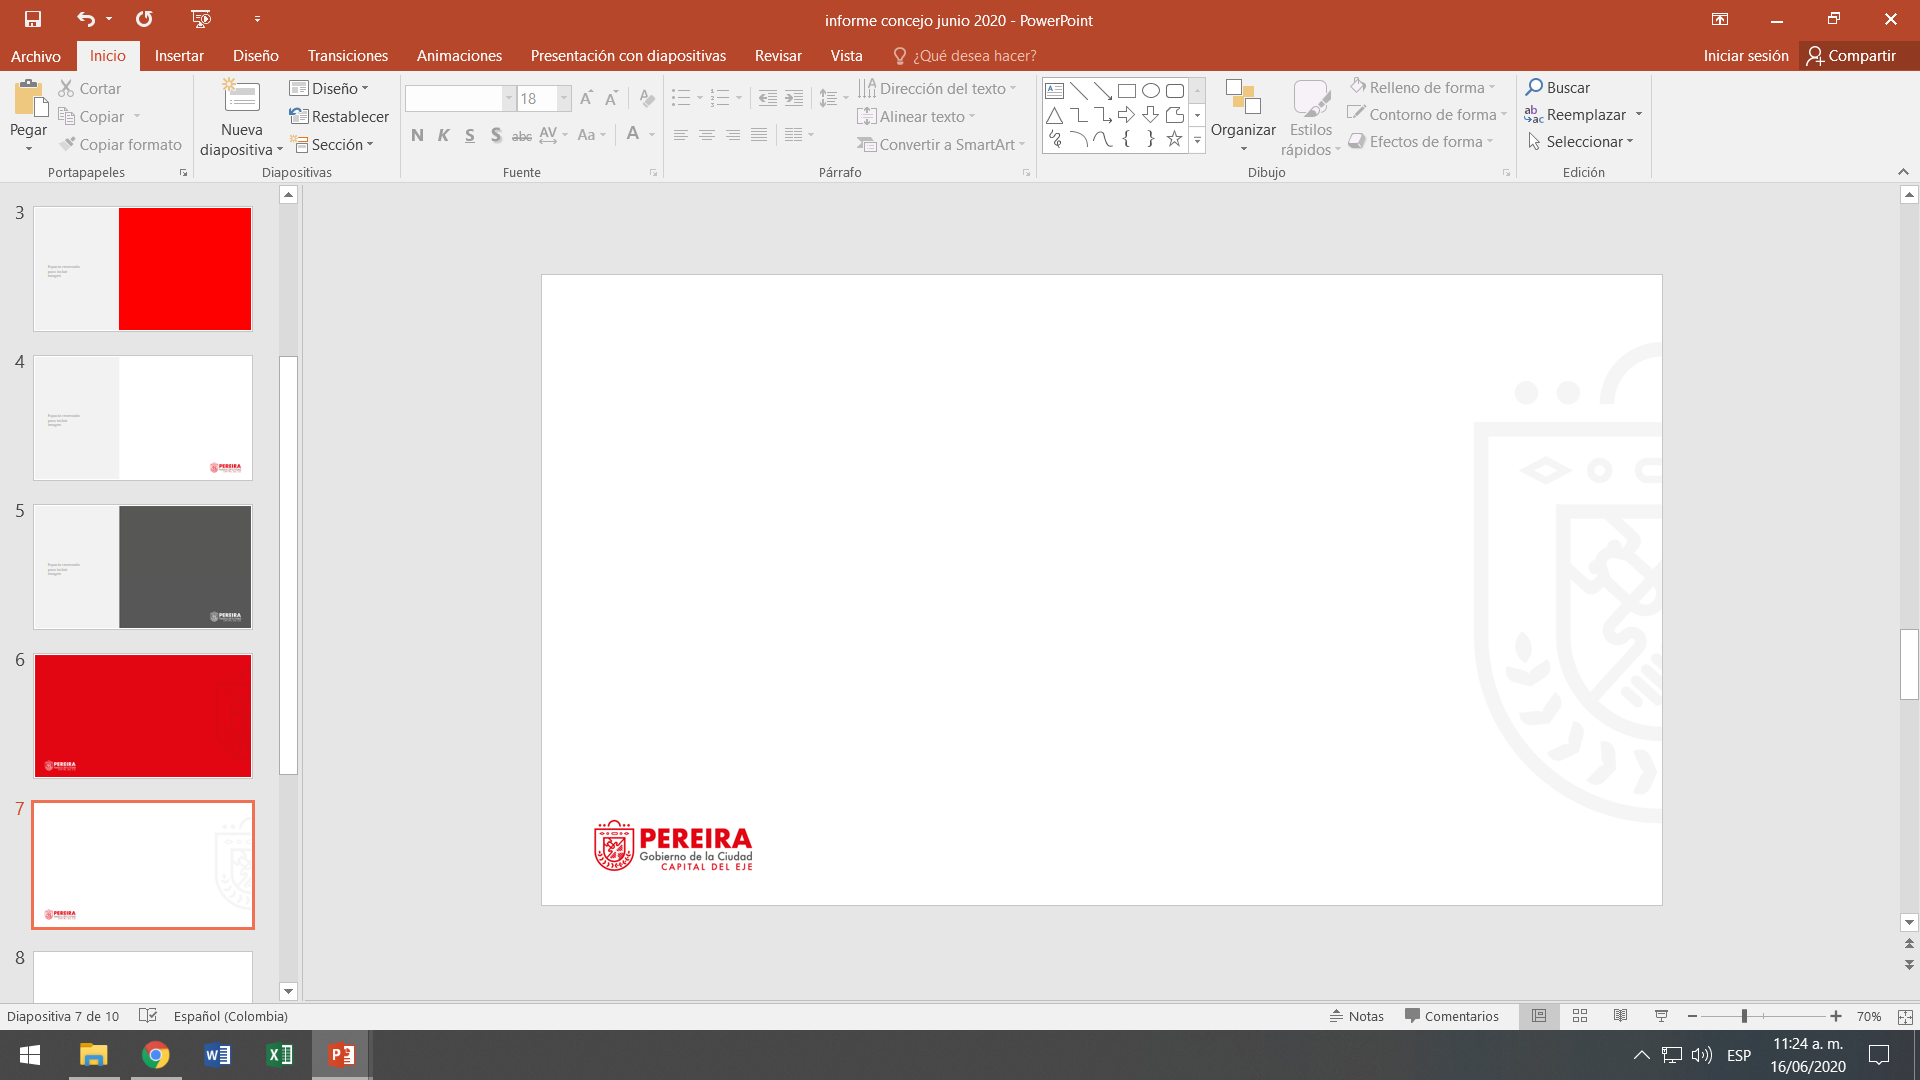 informe concejo junio 2020 - PowerPoint
Archivo Inicio Insertar Diseño Transiciones Animaciones Presentación con diapositivas Revisar Vista ¿Qué desea hacer? Iniciar sesión Compartir
Pegar
Cortar
Copiar
Copiar formato
Portapapeles
Nueva
diapositiva
Diseño
Restablecer
Sección
Diapositivas
18
N K S S abc AV Aa A
Fuente
Dirección del texto
Alinear texto
Convertir a SmartArt
Párrafo
Organizar
Estilos
rápidos
Relleno de forma
Contorno de forma
Efectos de forma
Dibujo
Buscar
Reemplazar
Seleccionar
Edición
3
4
PEREIRA
5
PEREIRA
6
PEREIRA
7
PEREIRA
8
PEREIRA
Gobierno de la Ciudad
CAPITAL DEL EJE
Diapositiva 7 de 10 Español (Colombia) Notas Comentarios 70%
ESP
11:24 a. m.
16/06/2020